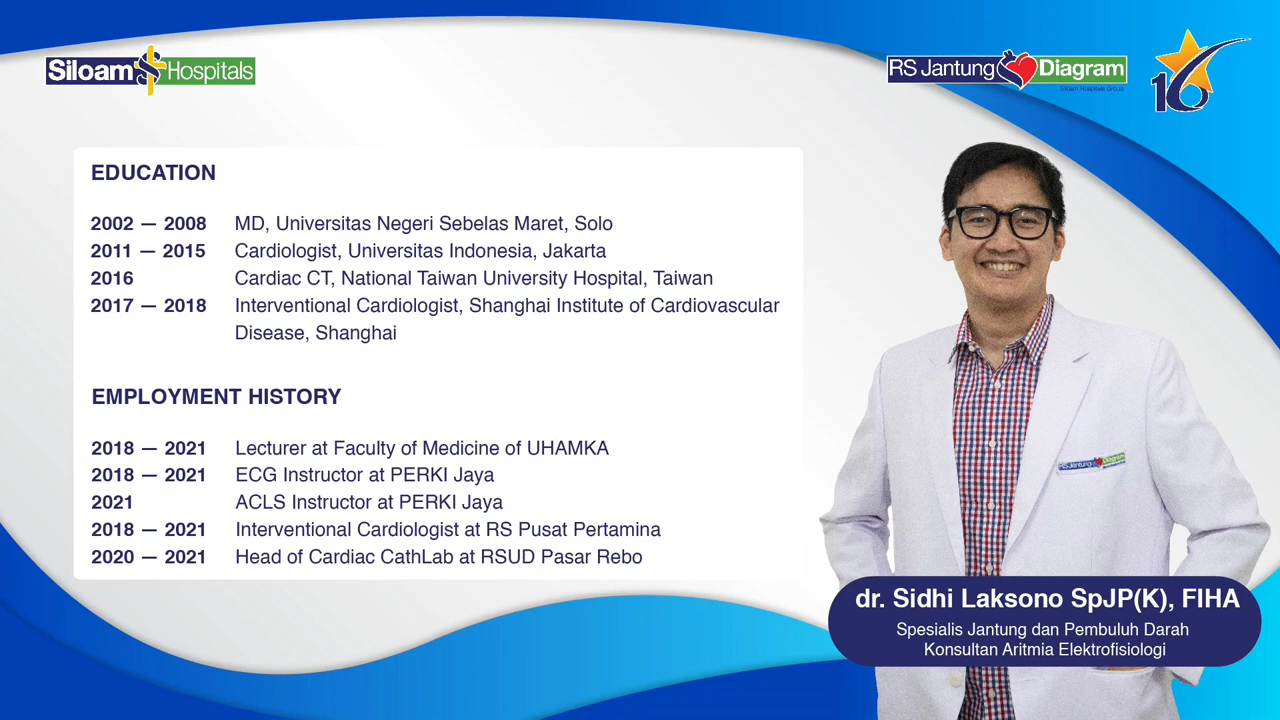 Siloam Hospitals
RS Jantung Diagram
Siloam Hospitals Group
16
EDUCATION
2002 — 2008 MD, Universitas Negeri Sebelas Maret, Solo
2011 — 2015 Cardiologist, Universitas Indonesia, Jakarta
2016 Cardiac CT, National Taiwan University Hospital, Taiwan
2017 — 2018 Interventional Cardiologist, Shanghai Institute of Cardiovascular
Disease, Shanghai
EMPLOYMENT HISTORY
2018 — 2021 Lecturer at Faculty of Medicine of UHAMKA
2018 — 2021 ECG Instructor at PERKI Jaya
2021 ACLS Instructor at PERKI Jaya
2018 — 2021 Interventional Cardiologist at RS Pusat Pertamina
2020 — 2021 Head of Cardiac CathLab at RSUD Pasar Rebo
RS Jantung Diagram
dr. Sidhi Laksono SpJP(K), FIHA
Spesialis Jantung dan Pembuluh Darah
Konsultan Aritmia Elektrofisiologi